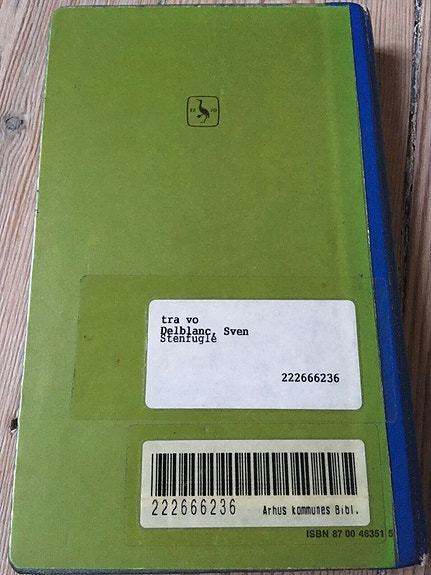 tra vo
Delblanc, Sven
Stenfugle
222666236
222666236 Århus kommunes Bibl.
ISBN 87 00 46351 5